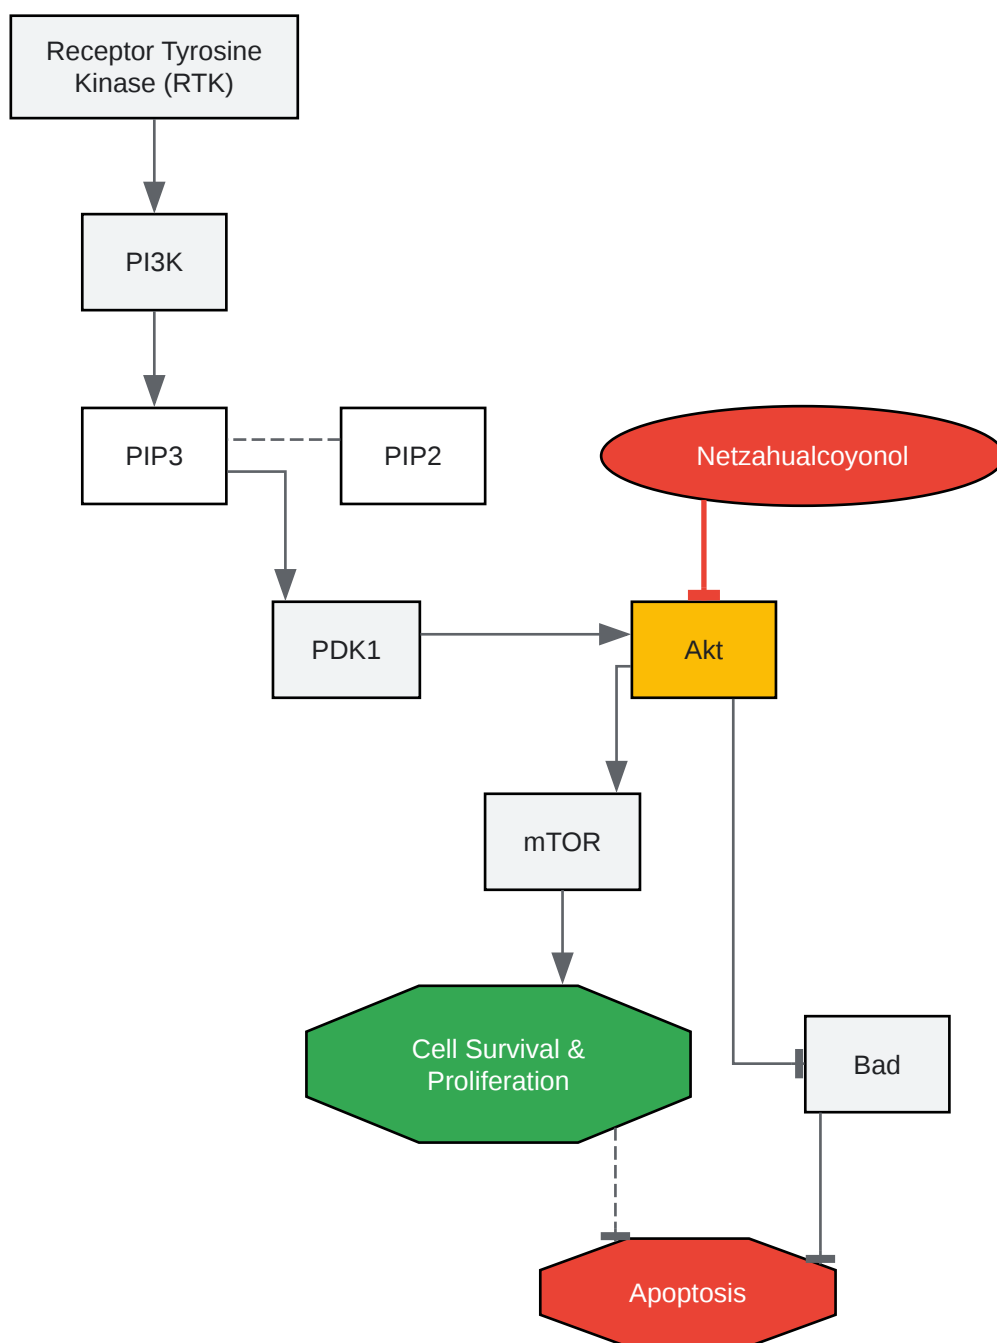 Receptor Tyrosine
Kinase (RTK)
PI3K
PIP3
PIP2
Netzahualcoyonol
PDK1
Akt
mTOR
Cell Survival &
Proliferation
Bad
Apoptosis